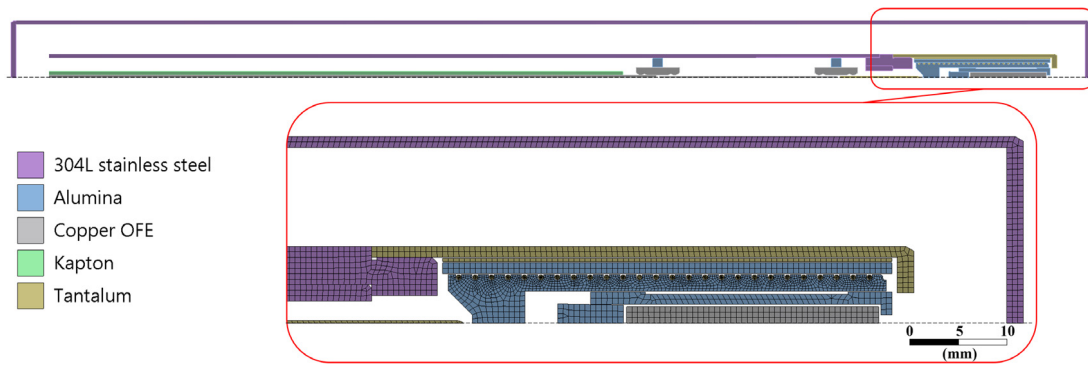 304L stainless steel
Alumina
Copper OFE
Kapton
Tantalum
0 5 10
(mm)